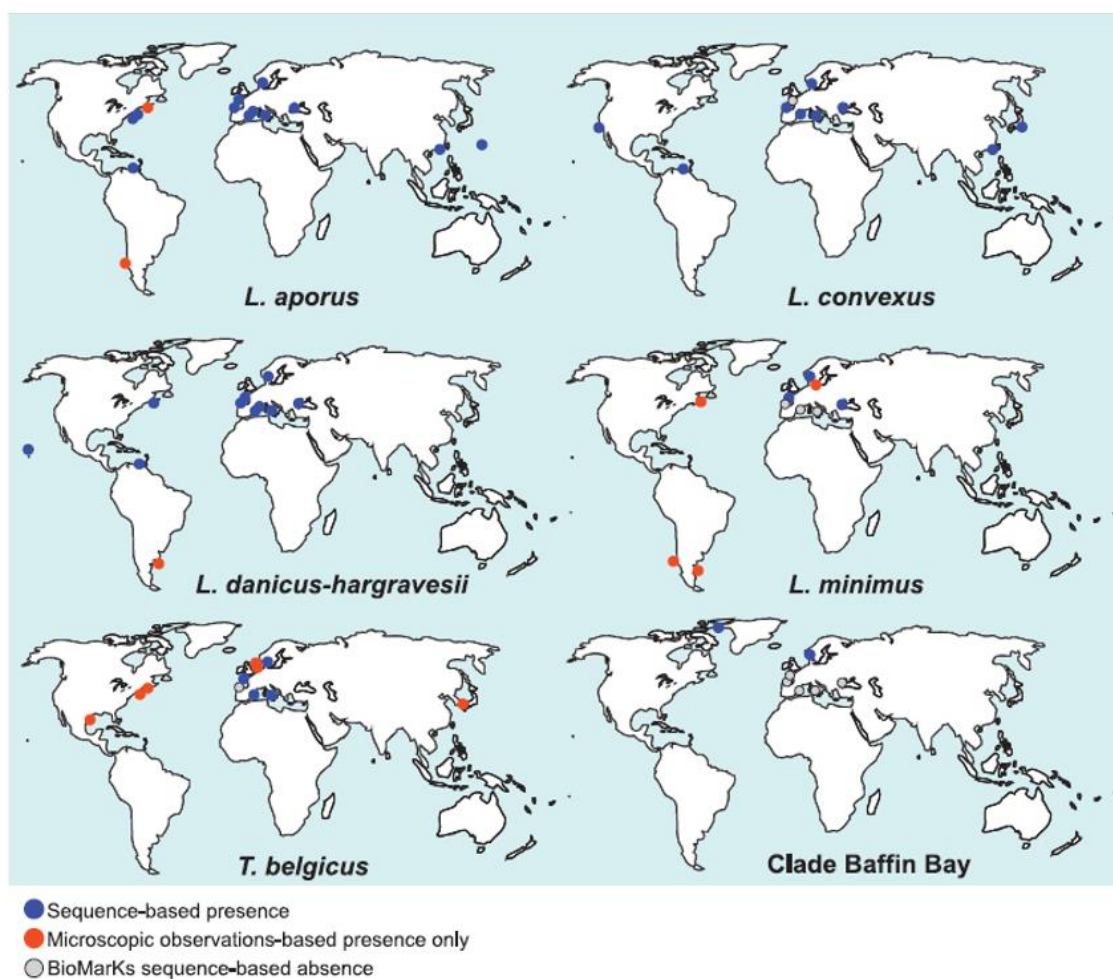 L. aporus
L. convexus
L. danicus-hargravesii
L. minimus
T. belgicus
Clade Baffin Bay
Sequence-based presence
Microscopic observations-based presence only
BioMarKs sequence-based absence